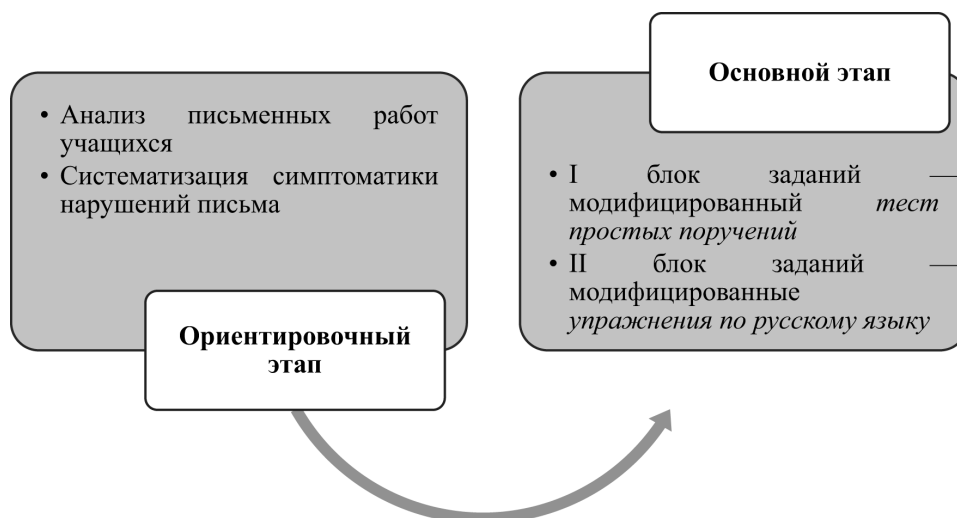 • Анализ письменных работ
учащихся
• Систематизация симптоматики
нарушений письма
Ориентировочный
этап
Основной этап
• I блок заданий —
модифицированный тест
простых поручений
• II блок заданий —
модифицированные
упражнения по русскому языку